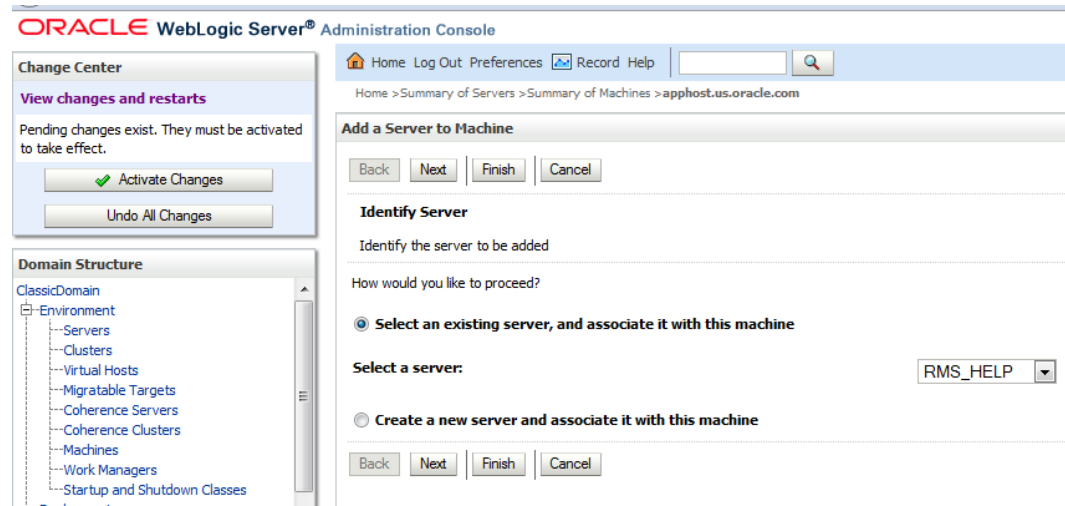 ORACLE WebLogic Server® Administration Console
Change Center
View changes and restarts
Pending changes exist. They must be activated
to take effect.
Activate Changes
Undo All Changes
Domain Structure
ClassicDomain
Environment
Servers
Clusters
Virtual Hosts
Migratable Targets
Coherence Servers
Coherence Clusters
Machines
Work Managers
Startup and Shutdown Classes
Home Log Out Preferences Record Help
Home >Summary of Servers >Summary of Machines >apphost.us.oracle.com
Add a Server to Machine
Back Next Finish Cancel
Identify Server
Identify the server to be added
How would you like to proceed?
Select an existing server, and associate it with this machine
Select a server: RMS_HELP
Create a new server and associate it with this machine
Back Next Finish Cancel